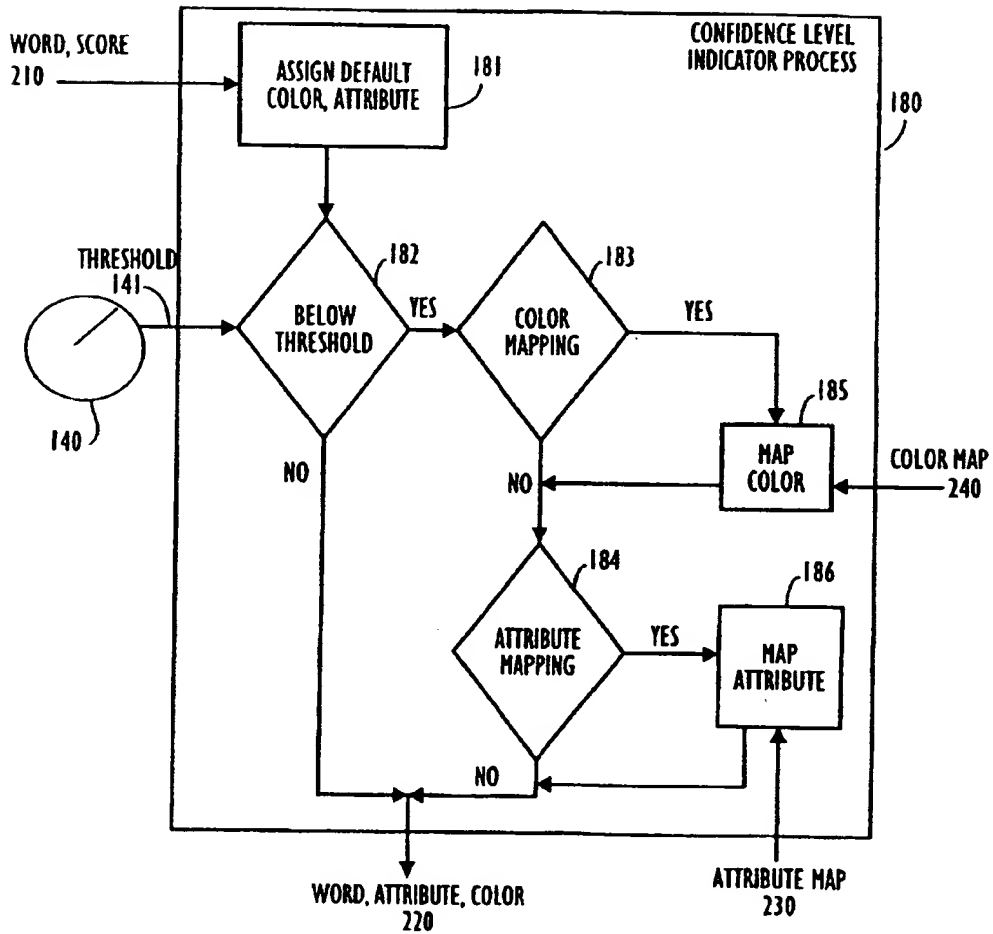 CONFIDENCE LEVEL
INDICATOR PROCESS
180
WORD, SCORE
210
ASSIGN DEFAULT
COLOR, ATTRIBUTE
181
THRESHOLD
141
140
BELOW
THRESHOLD
182
YES
NO
COLOR
MAPPING
183
YES
NO
MAP
COLOR
185
COLOR MAP
240
ATTRIBUTE
MAPPING
184
YES
NO
MAP
ATTRIBUTE
186
ATTRIBUTE MAP
230
WORD, ATTRIBUTE, COLOR
220